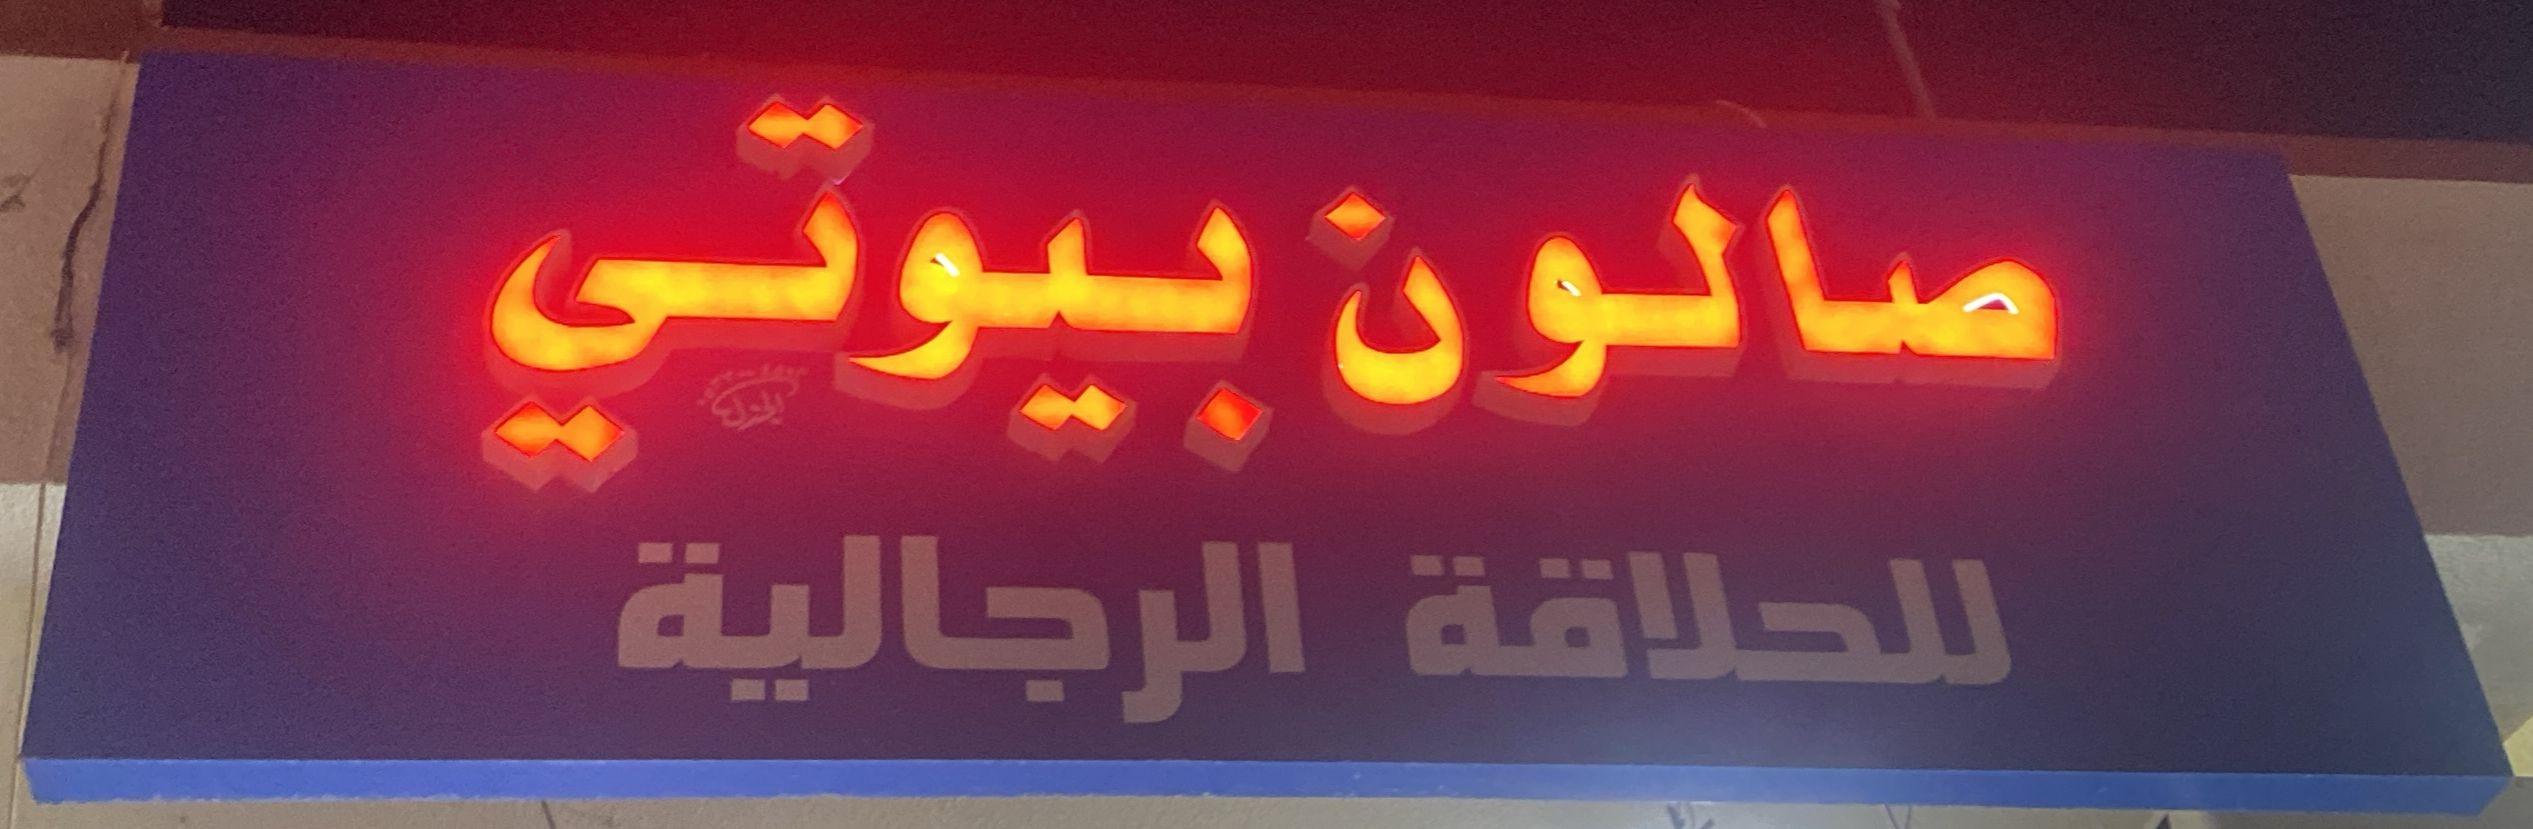 صالون بيوتي
للحلاقة الرجالية